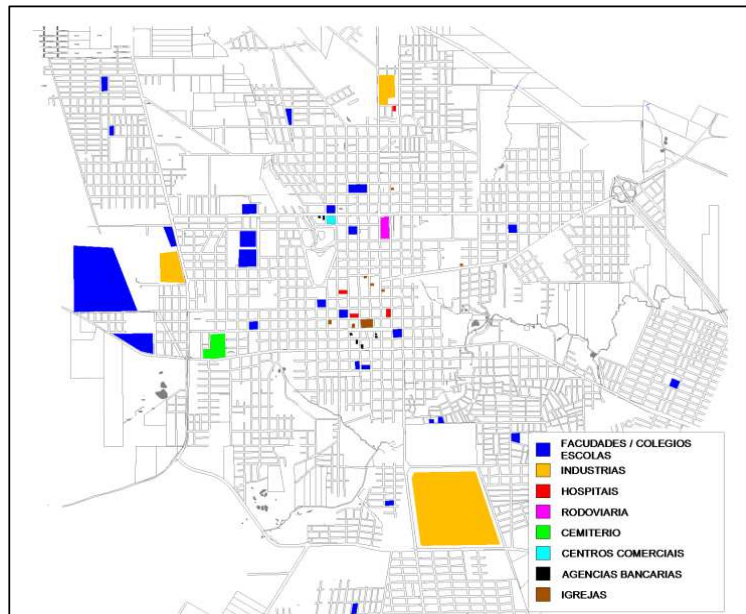 FACUDADES / COLEGIOS
ESCOLAS
INDUSTRIAS
HOSPITAIS
RODOVIARIA
CEMITERIO
CENTROS COMERCIAIS
AGENCIAS BANCARIAS
IGREJAS